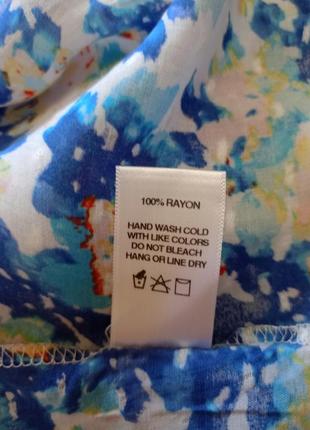 100% RAYON
HAND WASH COLD
WITH LIKE COLORS
DO NOT BLEACH
HANG OR LINE DRY